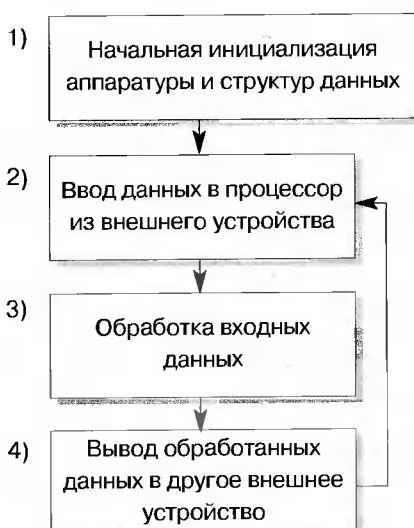 1)
Начальная инициализация
аппаратуры и структур данных
2)
Ввод данных в процессор
из внешнего устройства
3)
Обработка входных
данных
4)
Вывод обработанных
данных в другое внешнее
устройство